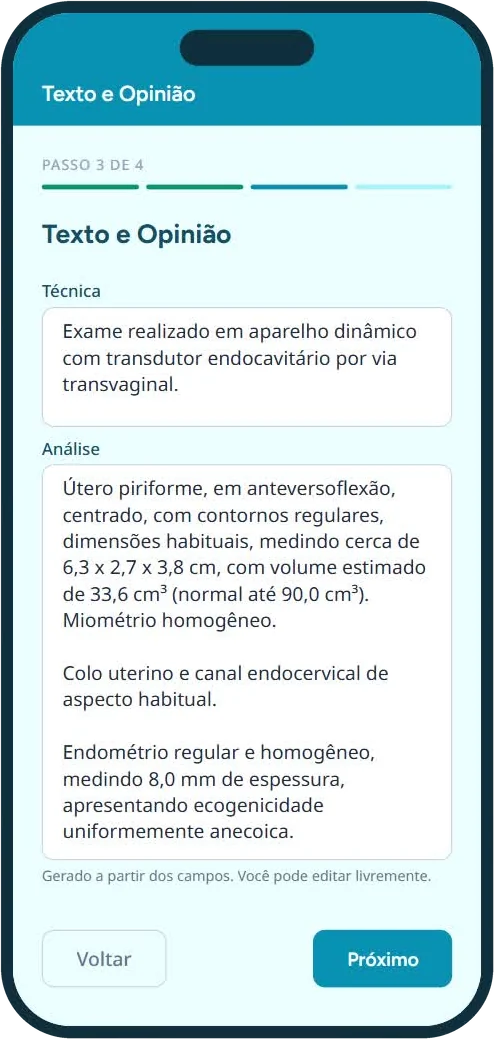 Texto e Opinião
PASSO 3 DE 4
Texto e Opinião
Técnica
Exame realizado em aparelho dinâmico
com transdutor endocavitário por via
transvaginal.
Análise
Útero piriforme, em anteversoflexão,
centrado, com contornos regulares,
dimensões habituais, medindo cerca de
6,3 x 2,7 x 3,8 cm, com volume estimado
de 33,6 cm³ (normal até 90,0 cm³).
Miométrio homogêneo.
Colo uterino e canal endocervical de
aspecto habitual.
Endométrio regular e homogêneo,
medindo 8,0 mm de espessura,
apresentando ecogenicidade
uniformemente anecoica.
Gerado a partir dos campos. Você pode editar livremente.
Voltar
Próximo